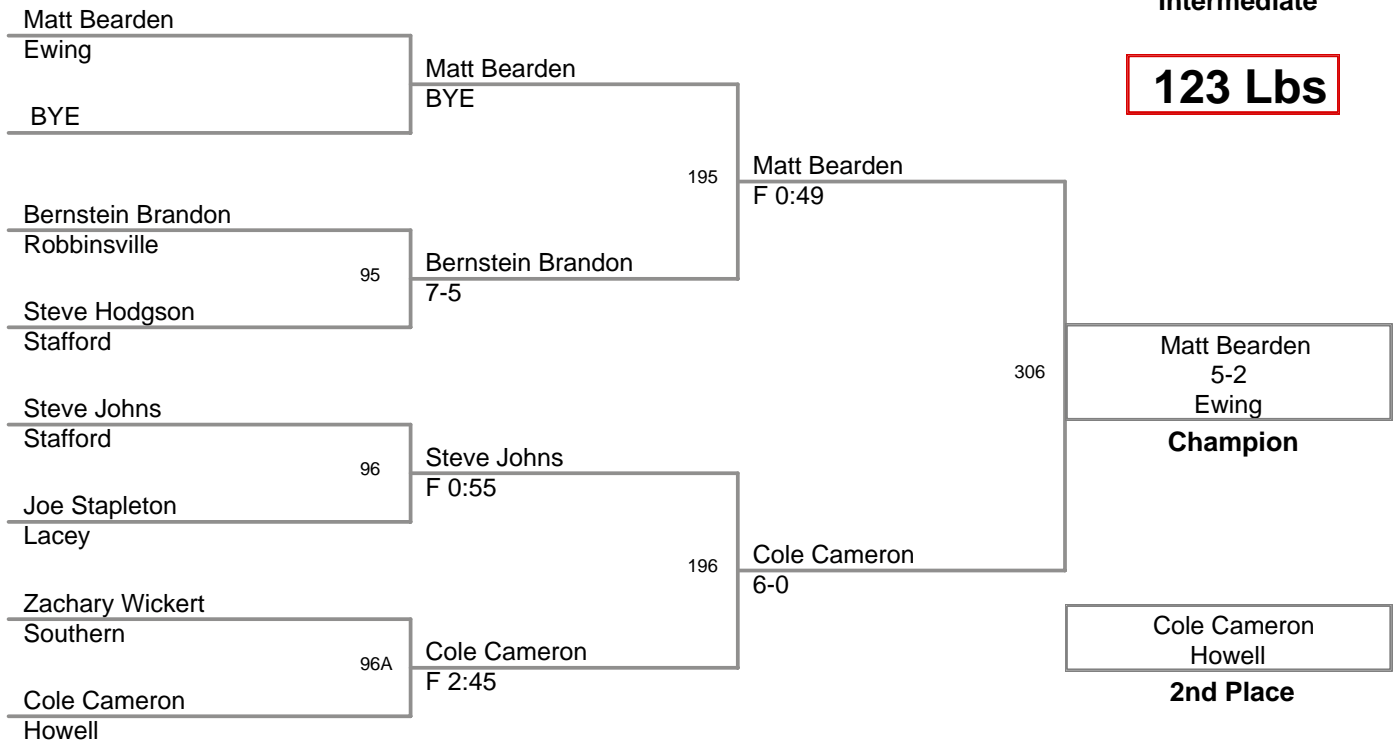 Intermediate
123 Lbs
Matt Bearden
Ewing
BYE
Matt Bearden
BYE
Bernstein Brandon
Robbinsville
Steve Hodgson
Stafford
95
Bernstein Brandon
7-5
195
Matt Bearden
F 0:49
Steve Johns
Stafford
Joe Stapleton
Lacey
96
Steve Johns
F 0:55
Zachary Wickert
Southern
Cole Cameron
Howell
96A
Cole Cameron
F 2:45
196
Cole Cameron
6-0
306
Matt Bearden
5-2
Ewing
Champion
Cole Cameron
Howell
2nd Place